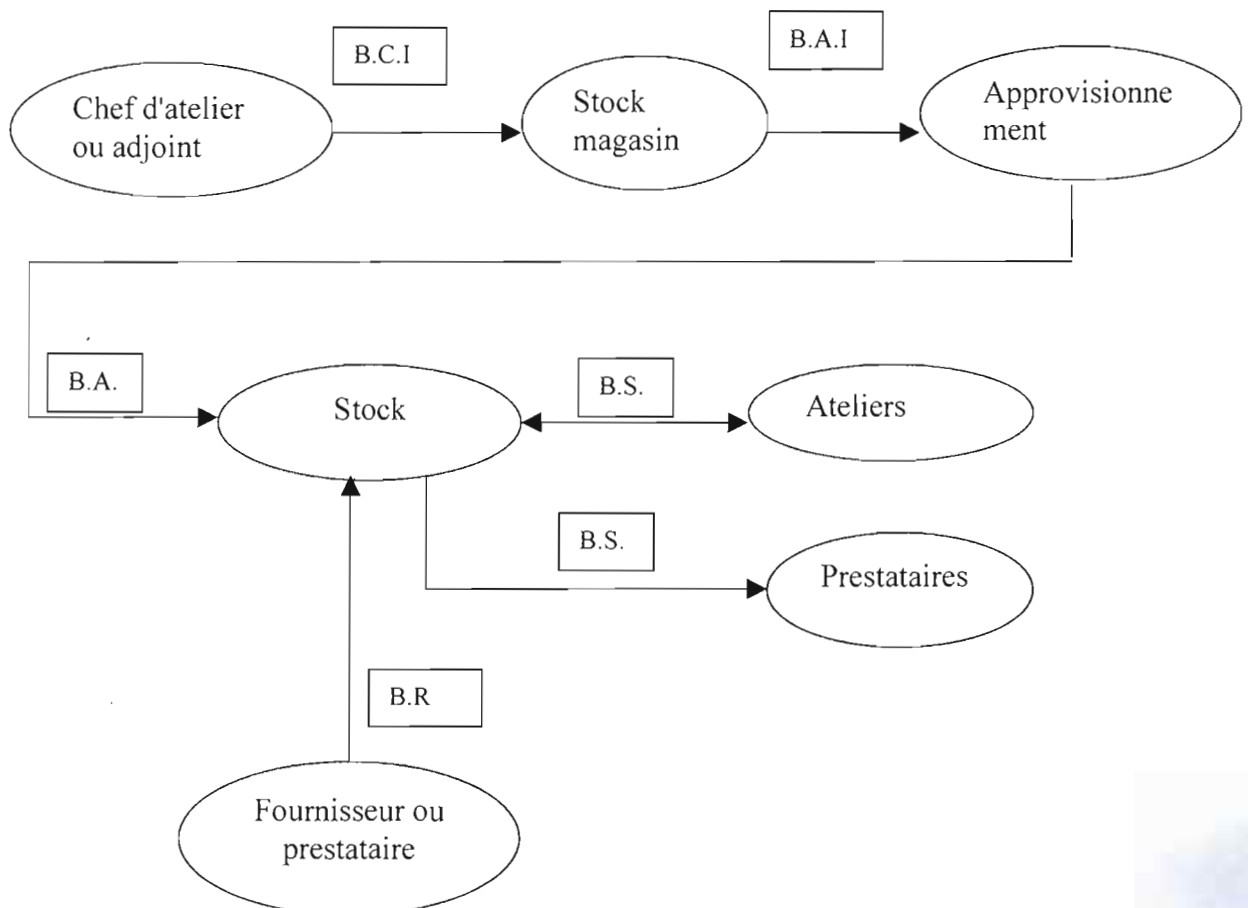 B.C.I
B.A.I
Chef d'atelier
ou adjoint
Stock
magasin
Approvisionne
ment
B.A.
Stock
B.S.
Ateliers
B.S.
Prestataires
B.R
Fournisseur ou
prestataire